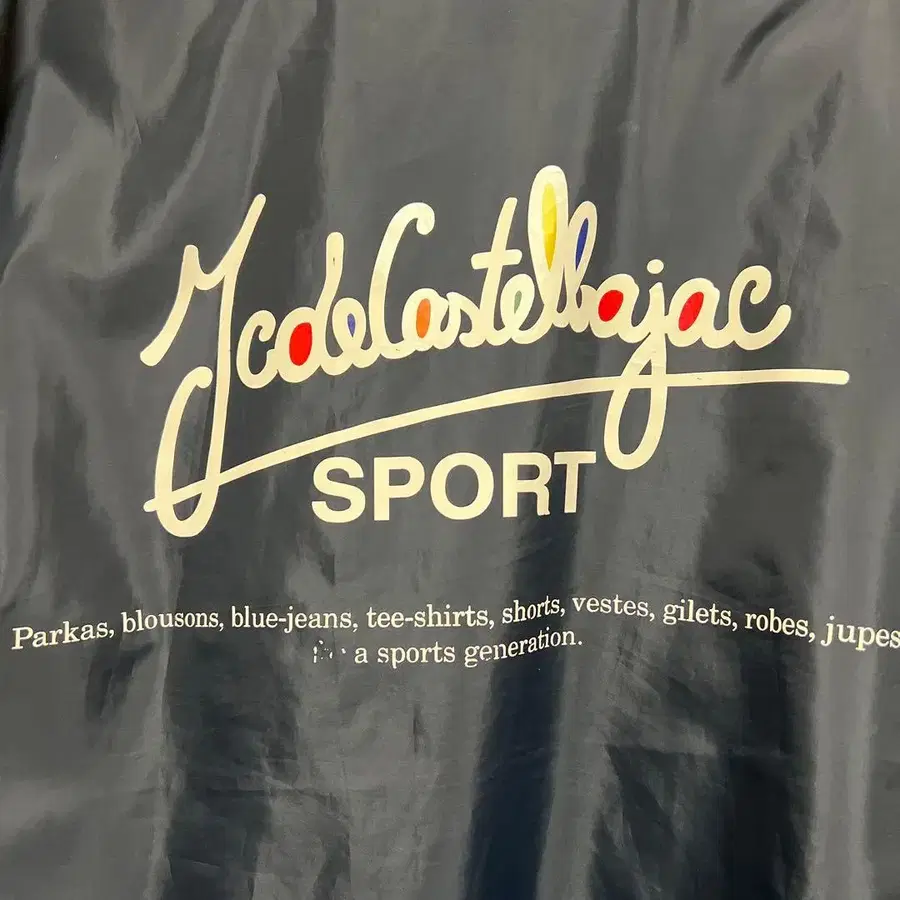 JcdeCastelbajac
SPORT
Parkas, blousons, blue-jeans, tee-shirts, shorts, vestes, gilets, robes, jupes
a sports generation.